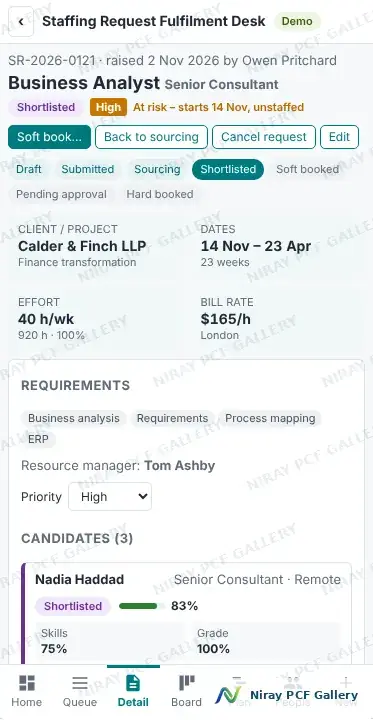 Staffing Request Fulfilment Desk Demo
SR-2026-0121 · raised 2 Nov 2026 by Owen Pritchard
Business Analyst Senior Consultant
Shortlisted High At risk – starts 14 Nov, unstaffed
Soft book... Back to sourcing Cancel request Edit
Draft Submitted Sourcing Shortlisted Soft booked
Pending approval Hard booked
CLIENT / PROJECT DATES
Calder & Finch LLP 14 Nov – 23 Apr
Finance transformation 23 weeks
EFFORT BILL RATE
40 h/wk $165/h
920 h · 100% London
REQUIREMENTS
Business analysis Requirements Process mapping
ERP
Resource manager: Tom Ashby
Priority High
CANDIDATES (3)
Nadia Haddad Senior Consultant · Remote
Shortlisted 83%
Skills Grade
75% 100%
Home Queue Detail Board
Niray PCF Gallery
NIRAY PCF GALLERY